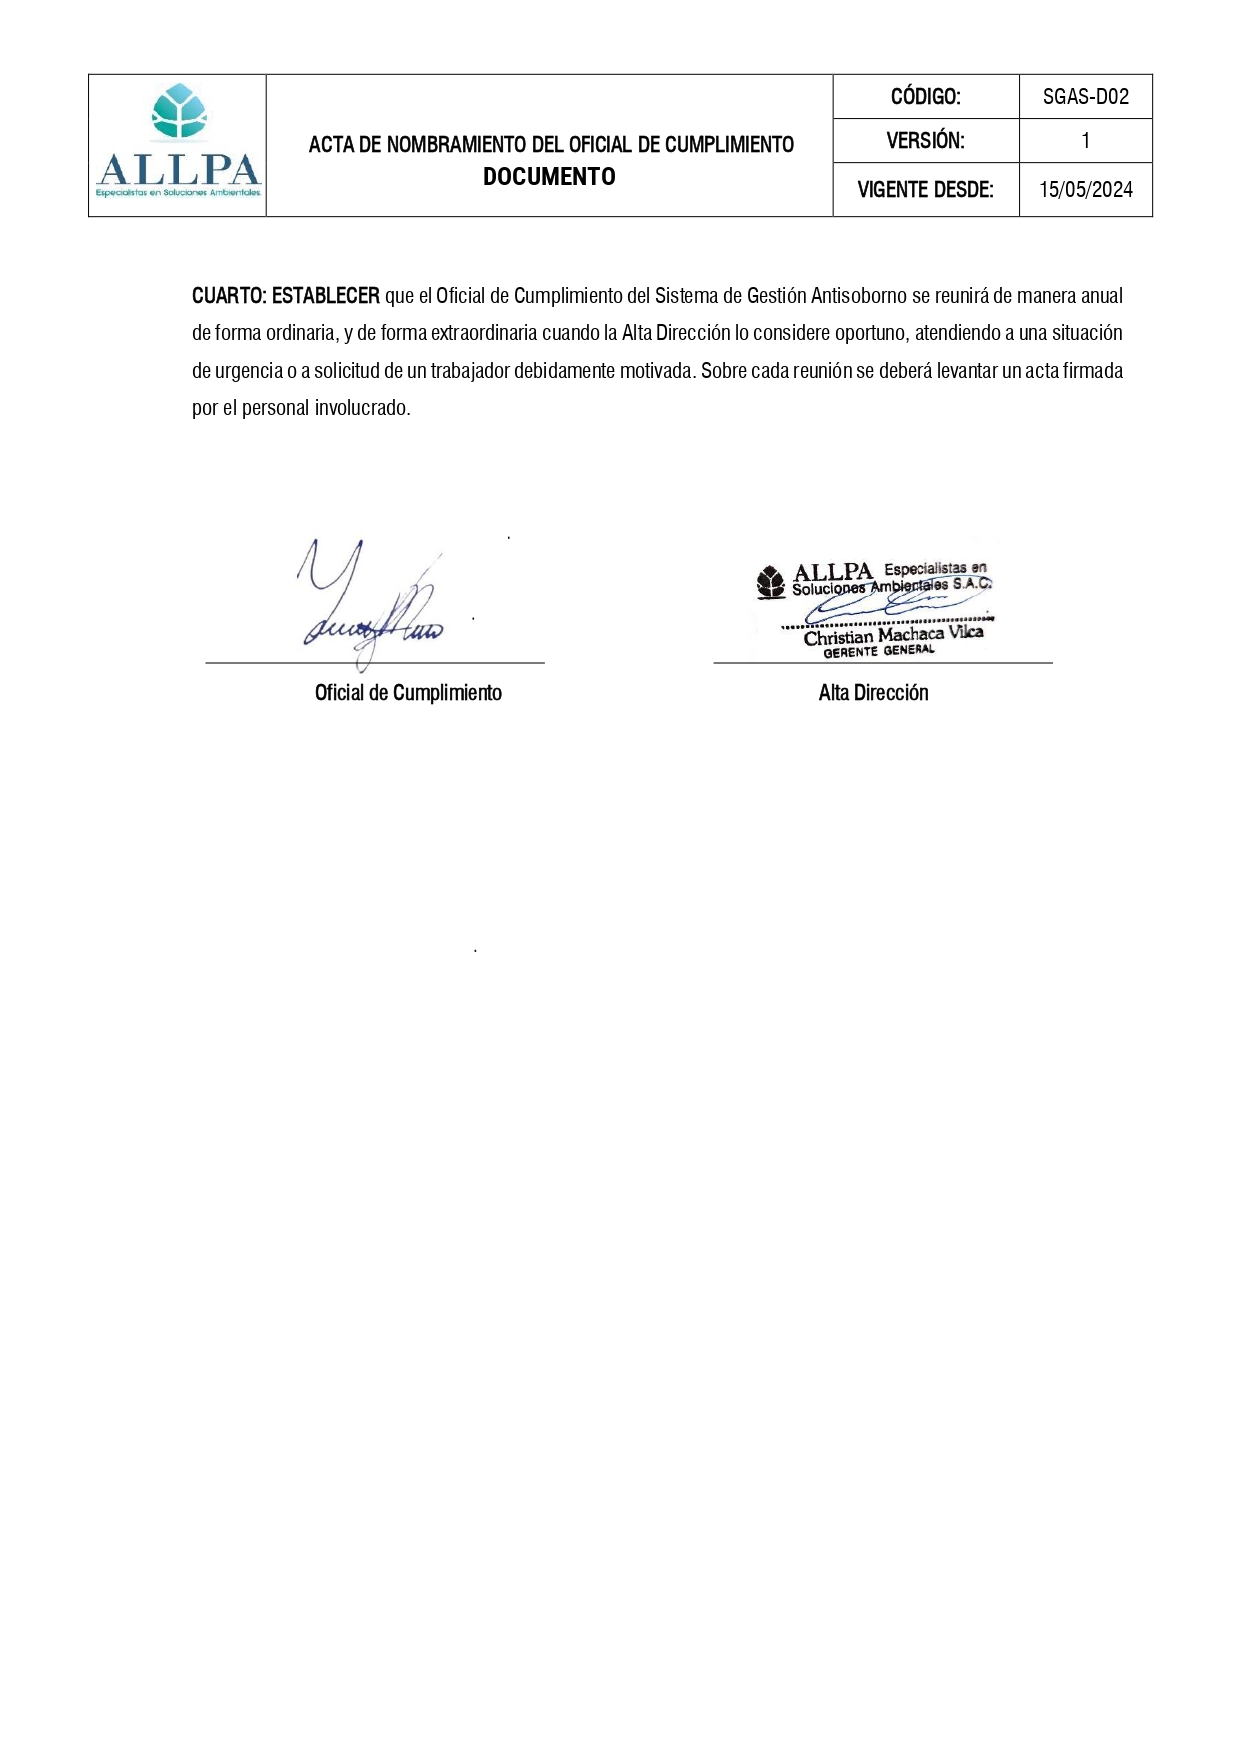 ALLPA
Especialistas en Soluciones Ambientales.
ACTA DE NOMBRAMIENTO DEL OFICIAL DE CUMPLIMIENTO
DOCUMENTO
CÓDIGO: SGAS-D02
VERSIÓN: 1
VIGENTE DESDE: 15/05/2024
CUARTO: ESTABLECER que el Oficial de Cumplimiento del Sistema de Gestión Antisoborno se reunirá de manera anual
de forma ordinaria, y de forma extraordinaria cuando la Alta Dirección lo considere oportuno, atendiendo a una situación
de urgencia o a solicitud de un trabajador debidamente motivada. Sobre cada reunión se deberá levantar un acta firmada
por el personal involucrado.
ALLPA Especialistas en
Soluciones Ambientales S.A.C.
Christian Machaca Vilca
GERENTE GENERAL
Oficial de Cumplimiento
Alta Dirección